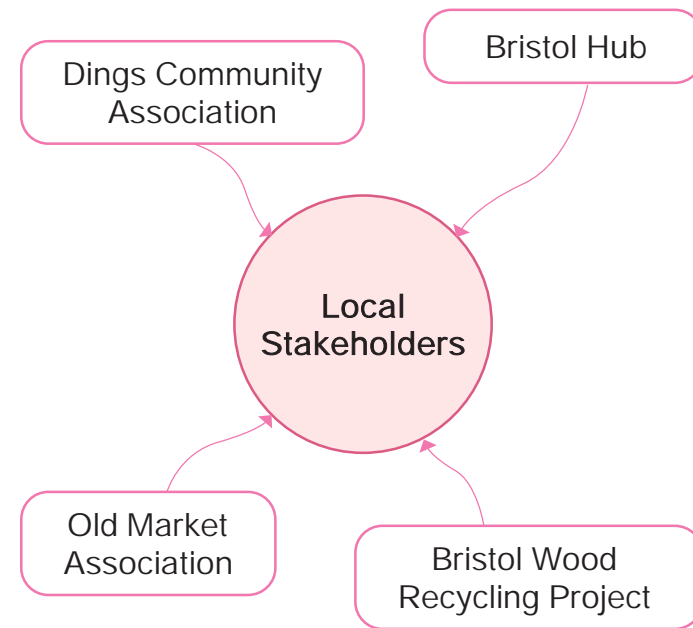 Dings Community
Association
Bristol Hub
Local
Stakeholders
Old Market
Association
Bristol Wood
Recycling Project